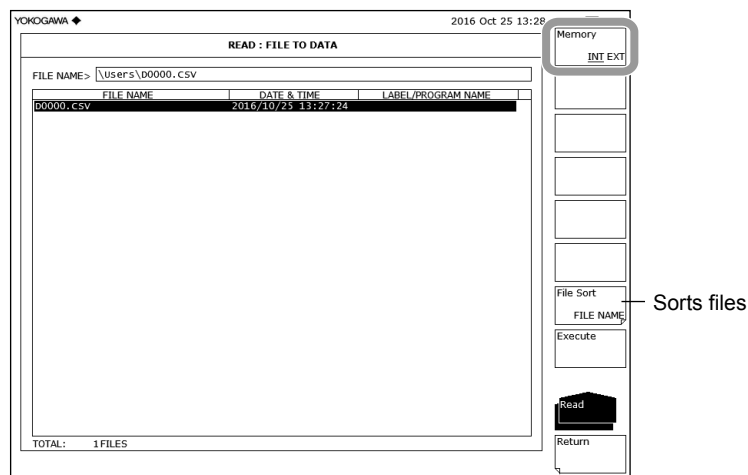 YOKOGAWA ◆ 2016 Oct 25 13:28
READ : FILE TO DATA
FILE NAME> \Users\D0000.CSV
FILE NAME DATE & TIME LABEL/PROGRAM NAME
D0000.CSV 2016/10/25 13:27:24
TOTAL: 1FILES
Memory
INT EXT
File Sort
FILE NAME
Execute
Read
Return
Sorts files